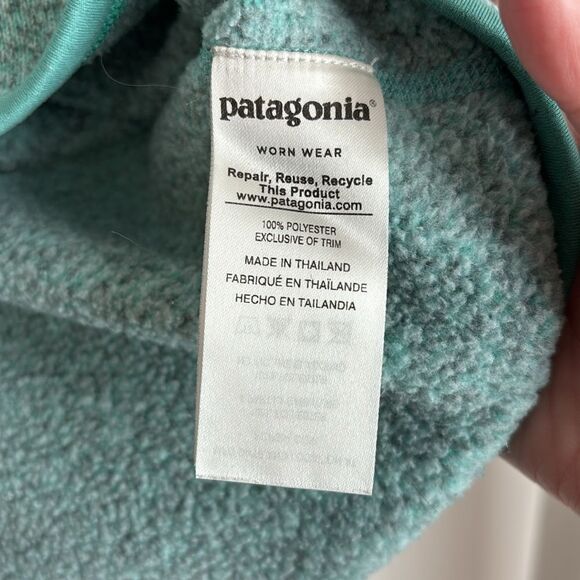 patagonia®
WORN WEAR
Repair, Reuse, Recycle
This Product
www.patagonia.com
100% POLYESTER
EXCLUSIVE OF TRIM
MADE IN THAILAND
FABRIQUÉ EN THAÏLANDE
HECHO EN TAILANDIA